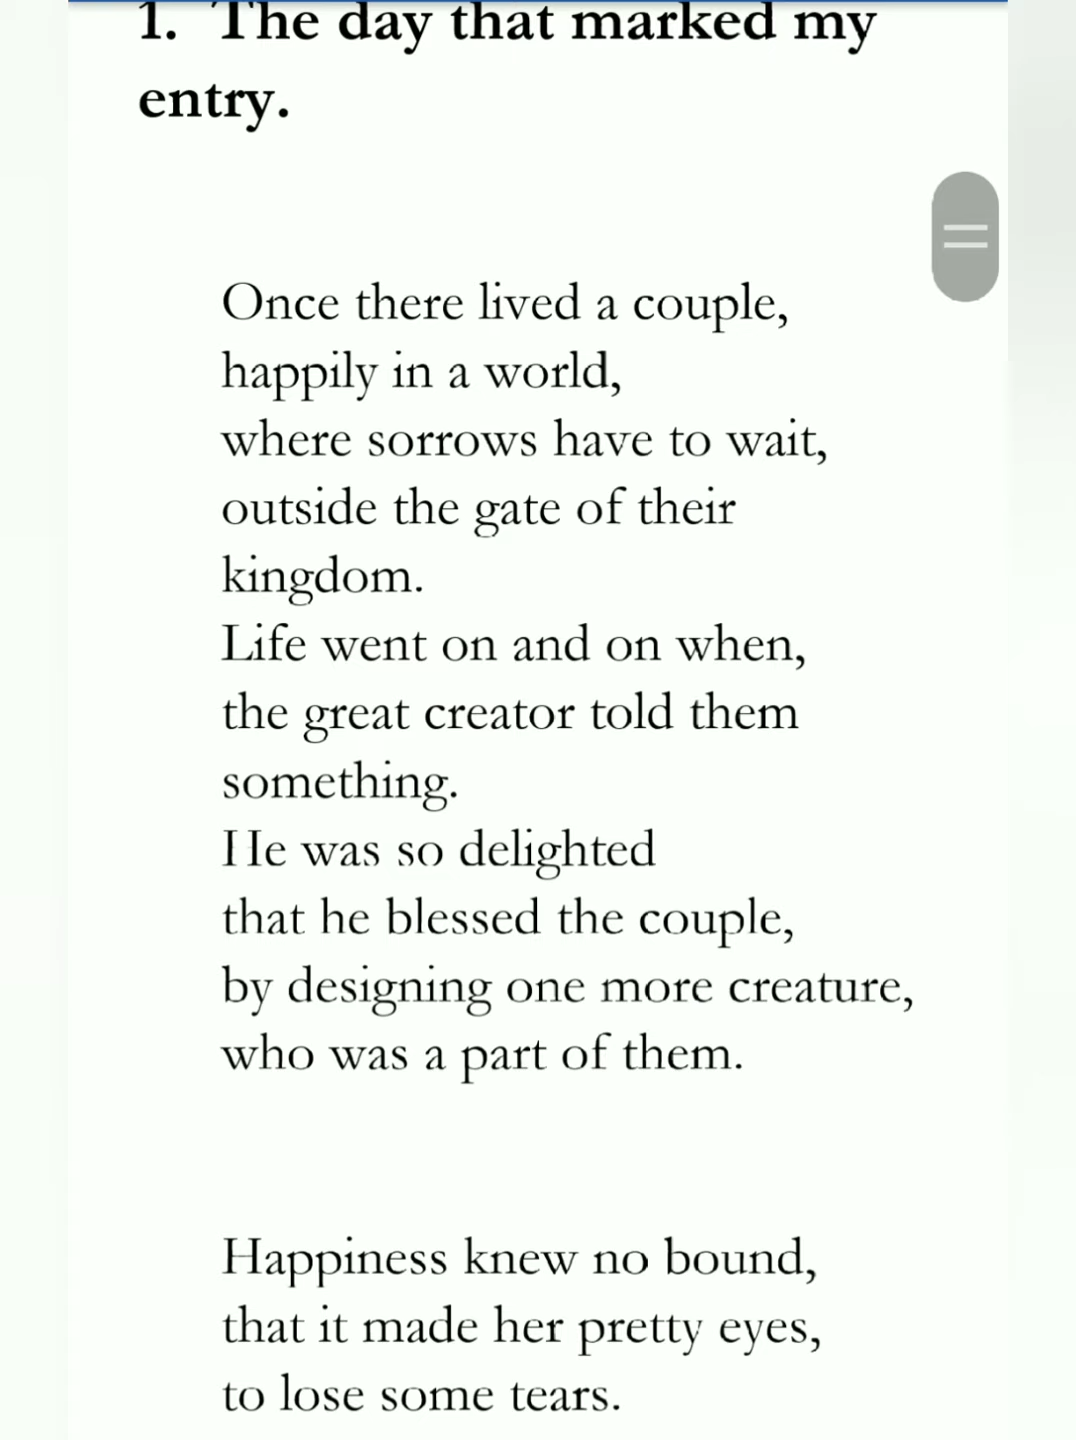 1. The day that marked my
entry.
Once there lived a couple,
happily in a world,
where sorrows have to wait,
outside the gate of their
kingdom.
Life went on and on when,
the great creator told them
something.
He was so delighted
that he blessed the couple,
by designing one more creature,
who was a part of them.
Happiness knew no bound,
that it made her pretty eyes,
to lose some tears.